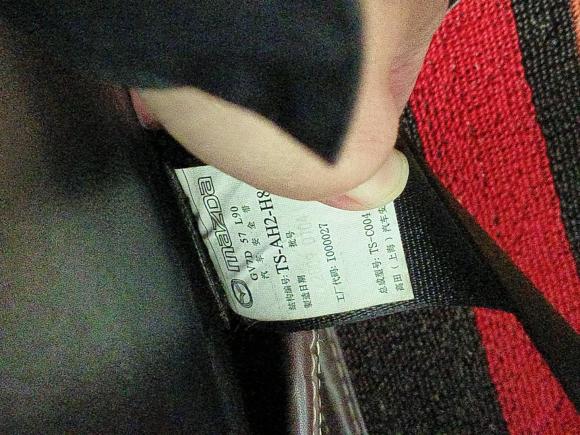 mazda
GV7D 57 L90
汽车安全带
结构编号: TS-AH2-H8
制造日期 批号
工厂代码: 1000027
总成型号: TS-C004
高田(上海)汽车安